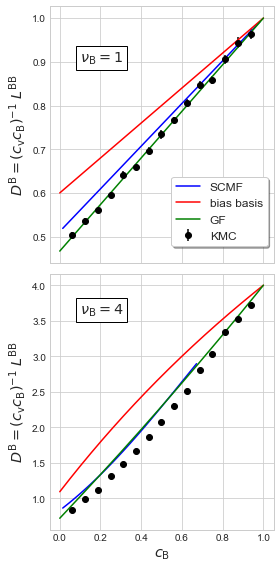 1.0
0.9
0.8
0.7
0.6
0.5
D^B = (c_v c_B)^{-1} L^{BB}
ν_B = 1
SCMF
bias basis
GF
KMC
4.0
3.5
3.0
2.5
2.0
1.5
1.0
D^B = (c_v c_B)^{-1} L^{BB}
ν_B = 4
0.0 0.2 0.4 0.6 0.8 1.0
c_B